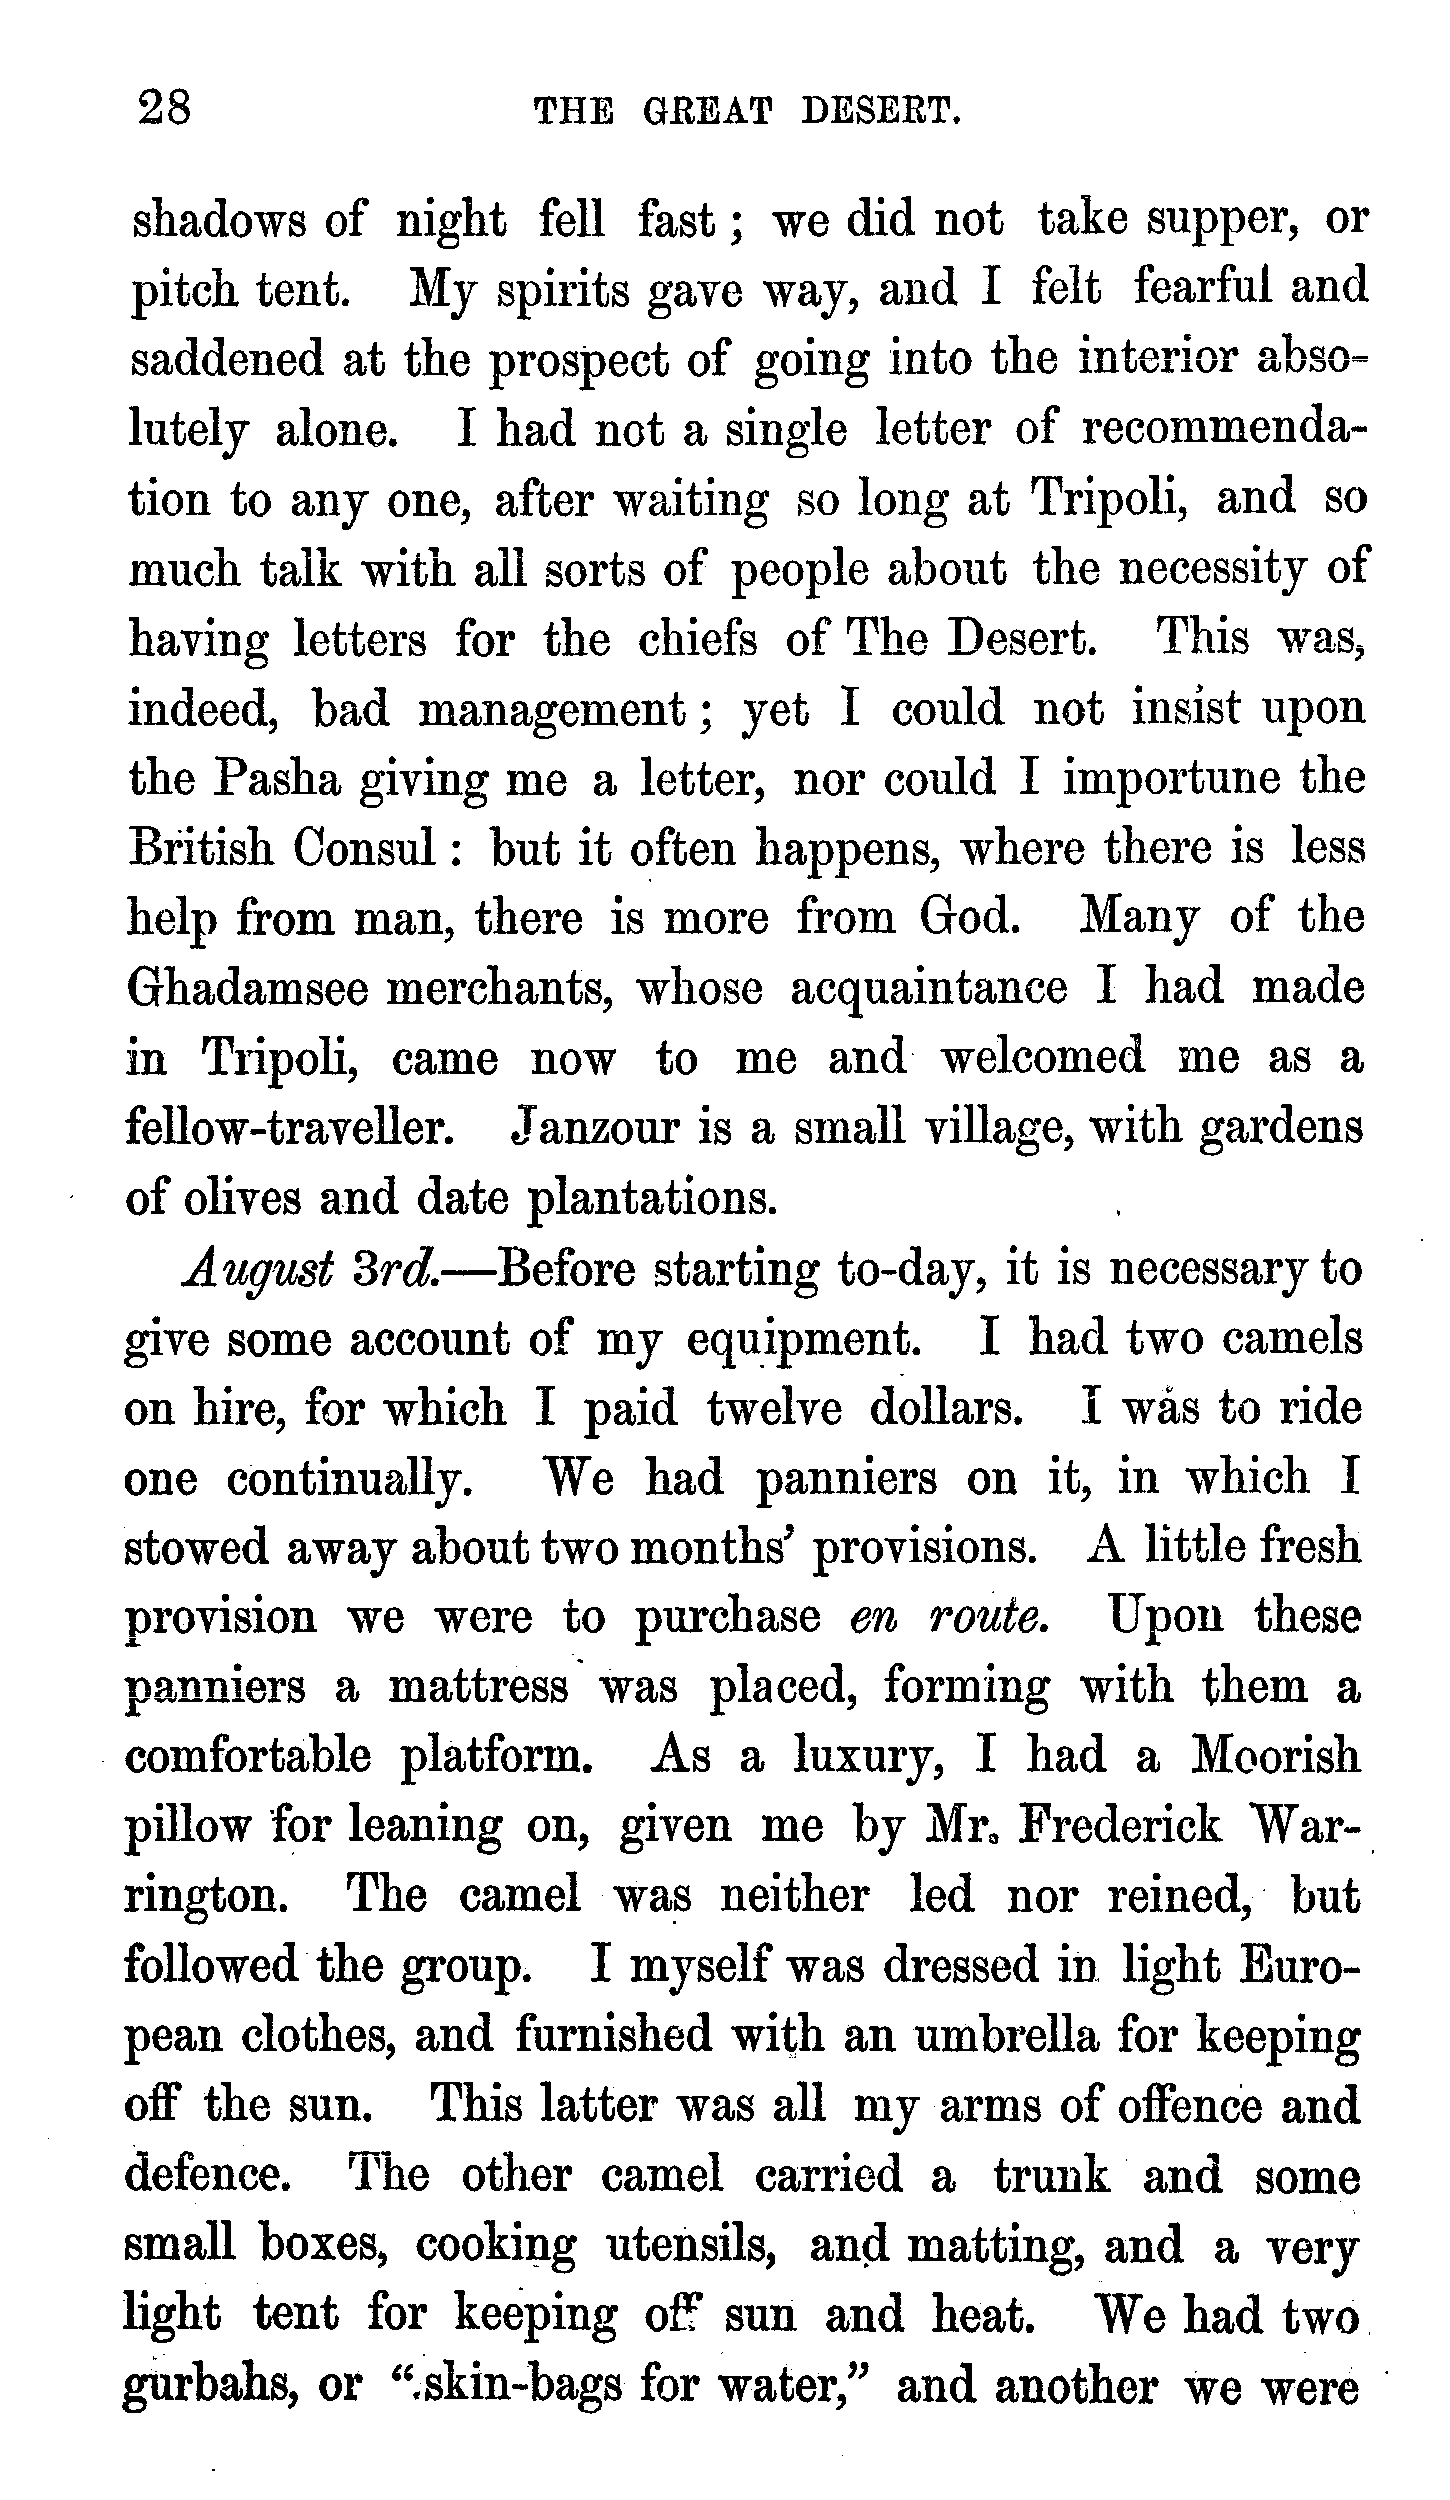 28 THE GREAT DESERT.
shadows of night fell fast ; we did not take supper, or
pitch tent. My spirits gave way, and I felt fearful and
saddened at the prospect of going into the interior abso-
lutely alone. I had not a single letter of recommenda-
tion to any one, after waiting so long at Tripoli, and so
much talk with all sorts of people about the necessity of
having letters for the chiefs of The Desert. This was,
indeed, bad management ; yet I could not insist upon
the Pasha giving me a letter, nor could I importune the
British Consul : but it often happens, where there is less
help from man, there is more from God. Many of the
Ghadamsee merchants, whose acquaintance I had made
in Tripoli, came now to me and welcomed me as a
fellow-traveller. Janzour is a small village, with gardens
of olives and date plantations.
August 3rd.—Before starting to-day, it is necessary to
give some account of my equipment. I had two camels
on hire, for which I paid twelve dollars. I was to ride
one continually. We had panniers on it, in which I
stowed away about two months' provisions. A little fresh
provision we were to purchase en route. Upon these
panniers a mattress was placed, forming with them a
comfortable platform. As a luxury, I had a Moorish
pillow for leaning on, given me by Mr. Frederick War-
rington. The camel was neither led nor reined, but
followed the group. I myself was dressed in light Euro-
pean clothes, and furnished with an umbrella for keeping
off the sun. This latter was all my arms of offence and
defence. The other camel carried a trunk and some
small boxes, cooking utensils, and matting, and a very
light tent for keeping off sun and heat. We had two
gurbahs, or "skin-bags for water," and another we were